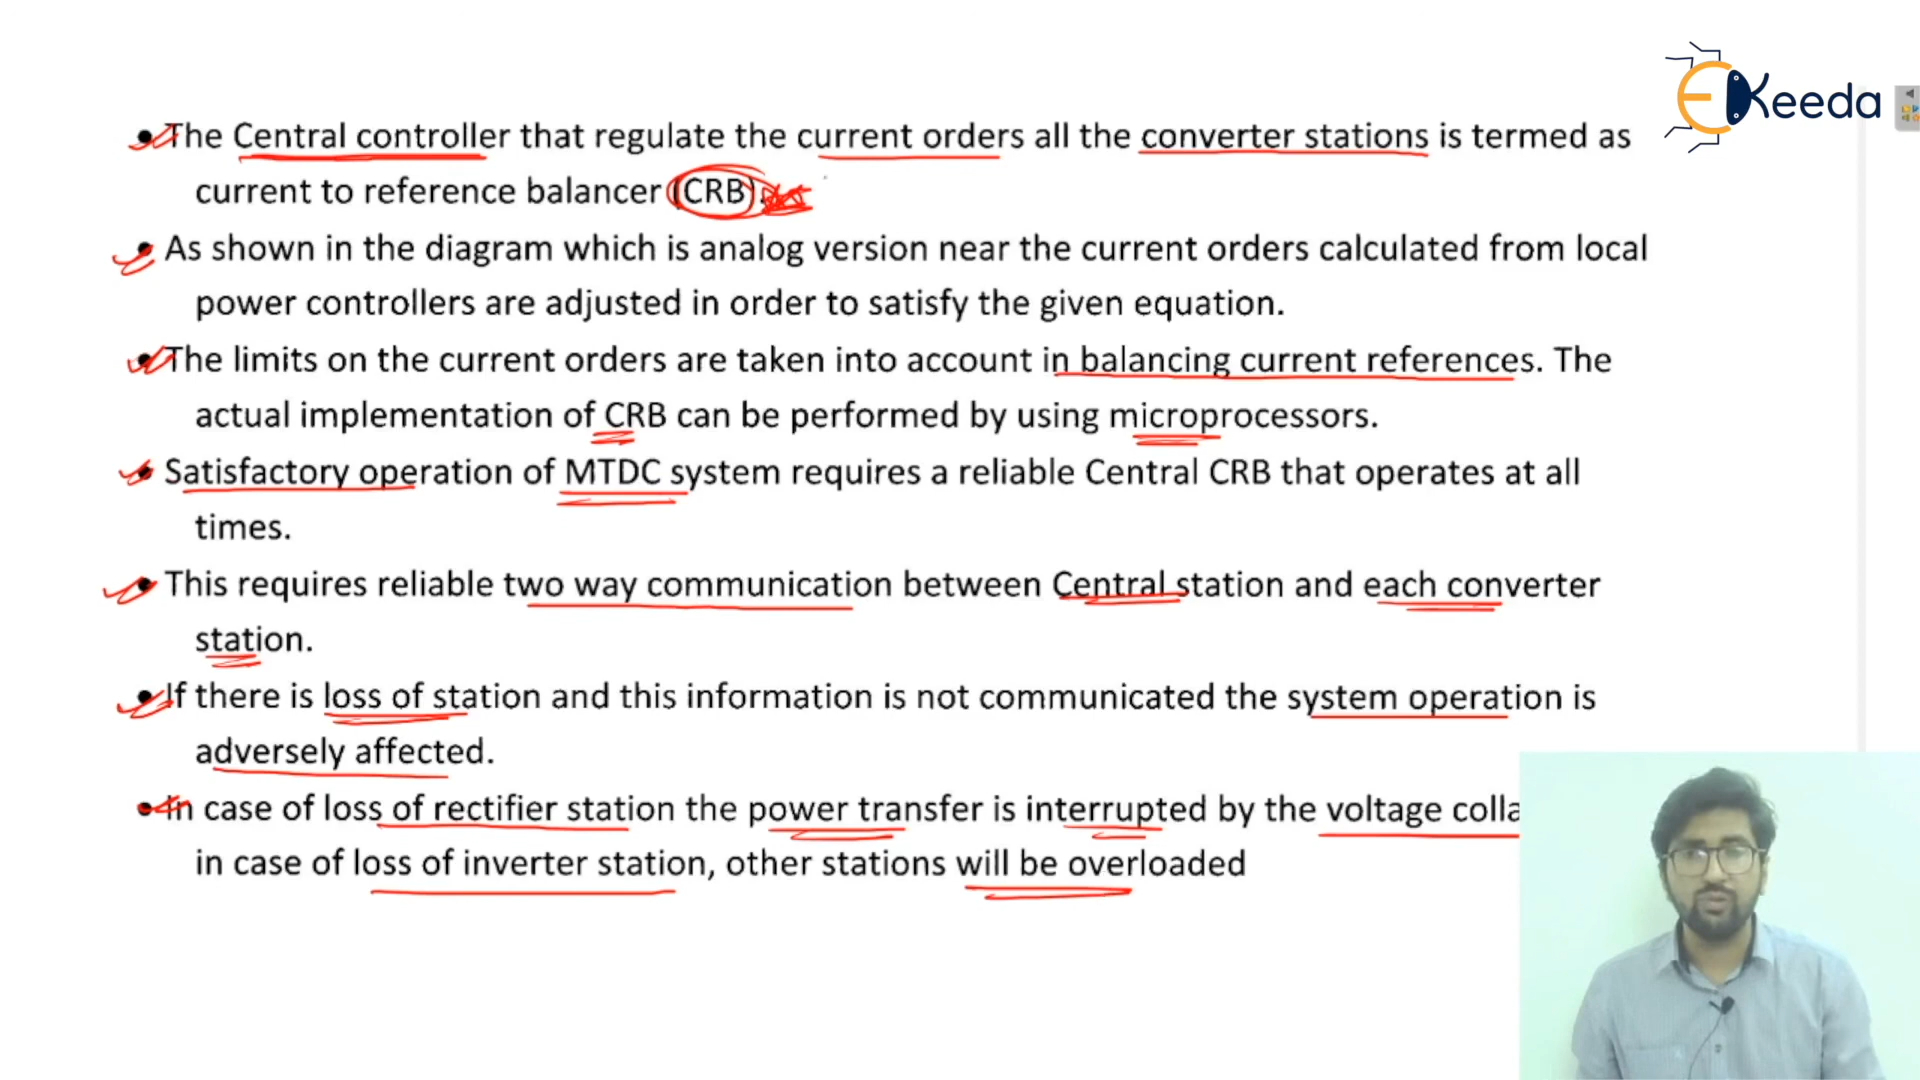 EKeeda
The Central controller that regulate the current orders all the converter stations is termed as
current to reference balancer (CRB).
As shown in the diagram which is analog version near the current orders calculated from local
power controllers are adjusted in order to satisfy the given equation.
The limits on the current orders are taken into account in balancing current references. The
actual implementation of CRB can be performed by using microprocessors.
Satisfactory operation of MTDC system requires a reliable Central CRB that operates at all
times.
This requires reliable two way communication between Central station and each converter
station.
If there is loss of station and this information is not communicated the system operation is
adversely affected.
In case of loss of rectifier station the power transfer is interrupted by the voltage colla
in case of loss of inverter station, other stations will be overloaded